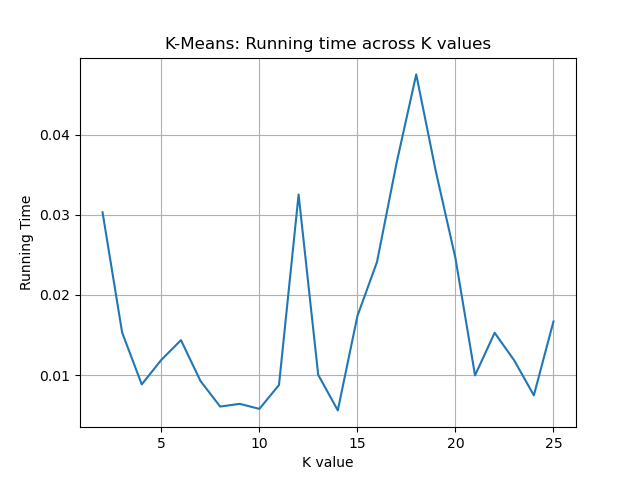 K-Means: Running time across K values
0.04
0.03
0.02
0.01
Running Time
5 10 15 20 25
K value